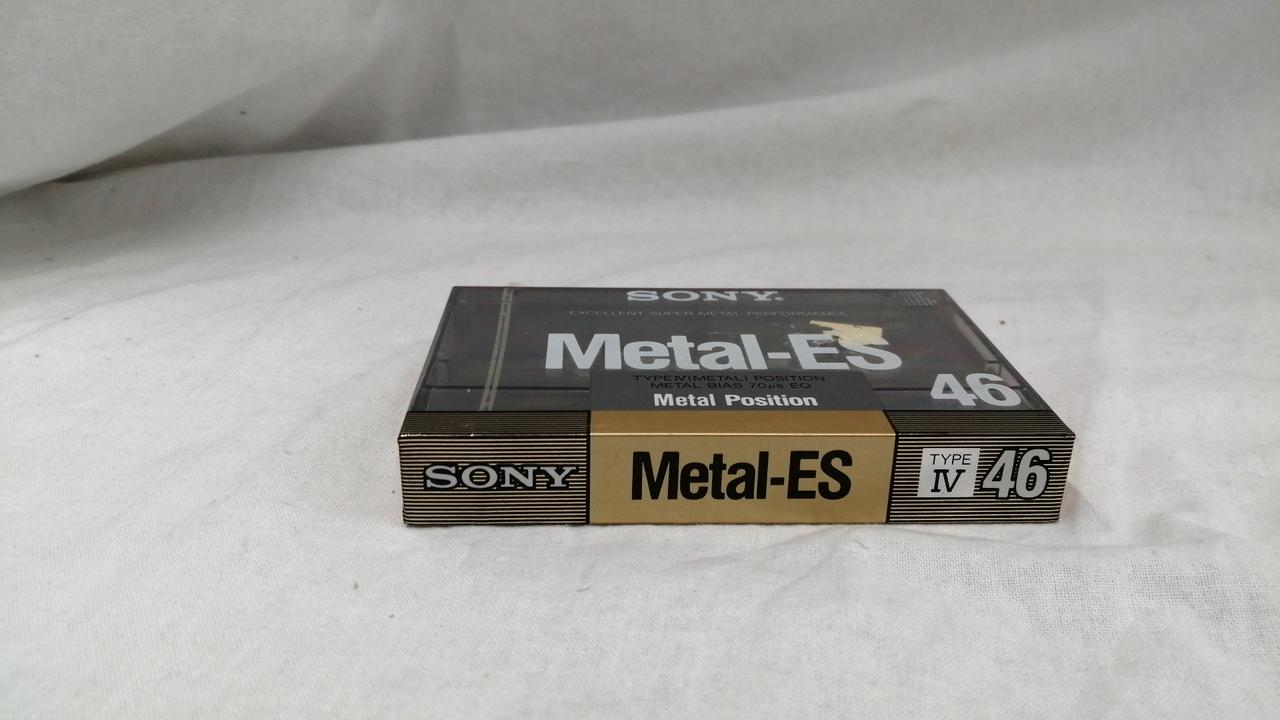 SONY.
EXCELLENT SUPER METAL PERFORMANCE
Metal-ES
TYPE IV (METAL) POSITION
METAL BIAS 70μs EQ
Metal Position
46
SONY
Metal-ES
TYPE
IV
46